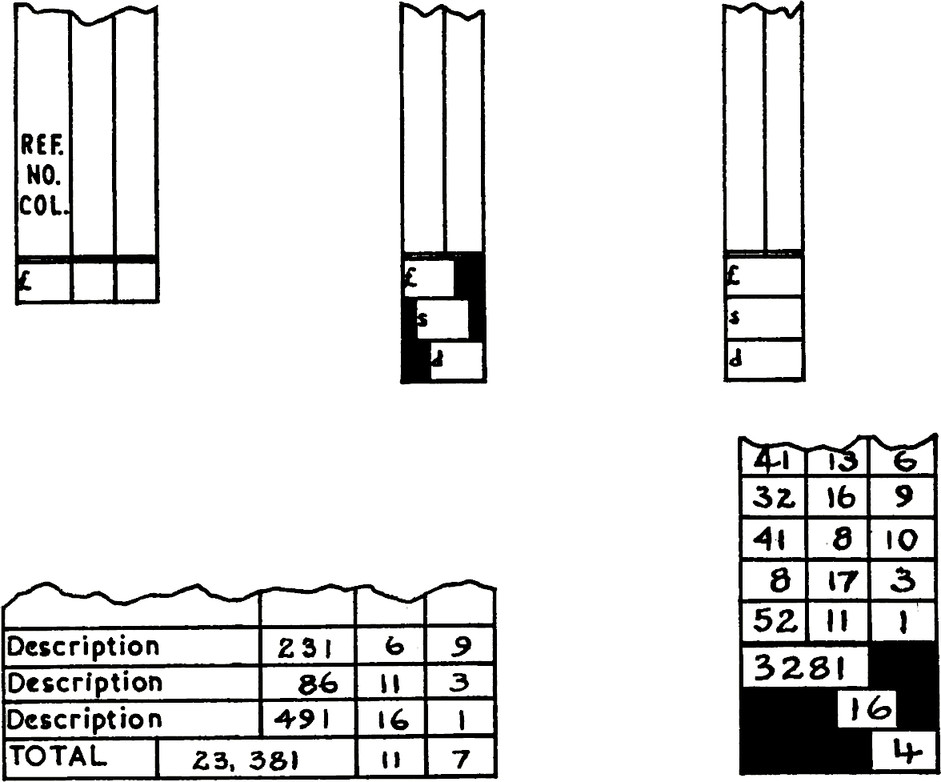 REF.
NO.
COL.
£
£
s
d
£
s
d
41 13 6
32 16 9
41 8 10
8 17 3
52 11 1
3281
16
4
Description 231 6 9
Description 86 11 3
Description 491 16 1
TOTAL 23,381 11 7